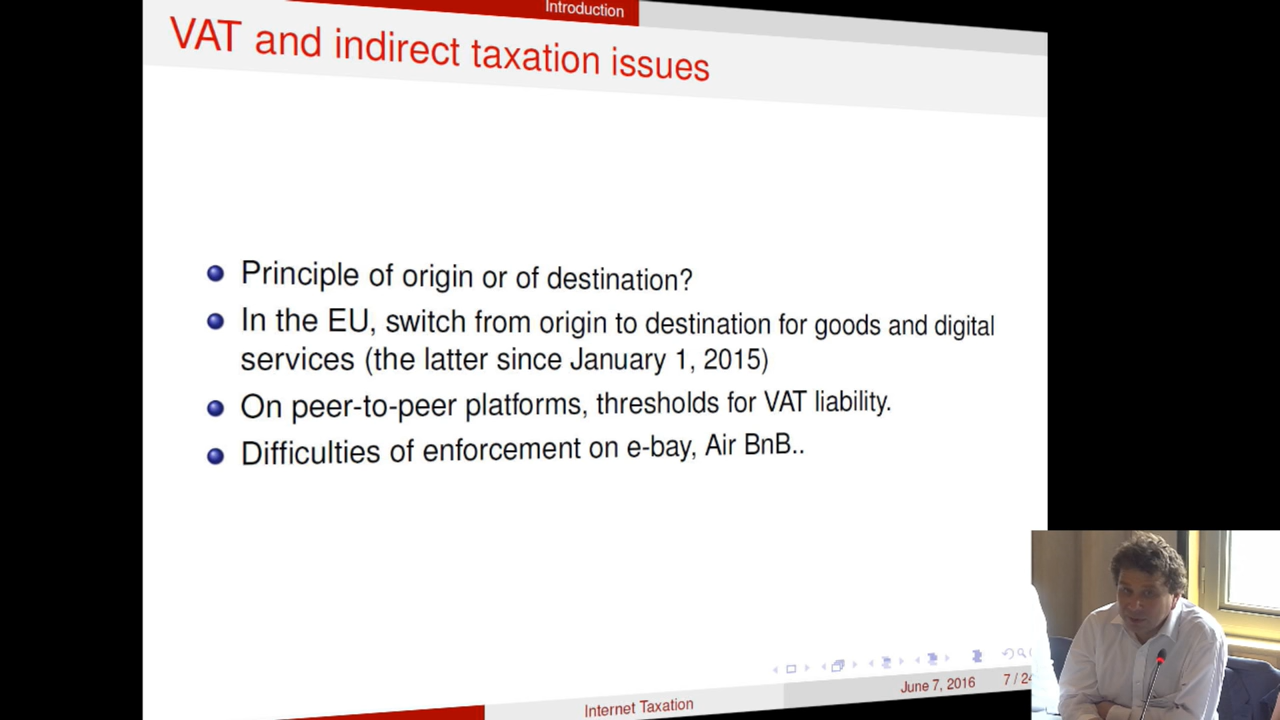 Introduction
VAT and indirect taxation issues
Principle of origin or of destination?
In the EU, switch from origin to destination for goods and digital
services (the latter since January 1, 2015)
On peer-to-peer platforms, thresholds for VAT liability.
Difficulties of enforcement on e-bay, Air BnB..
Internet Taxation
June 7, 2016
7 / 24